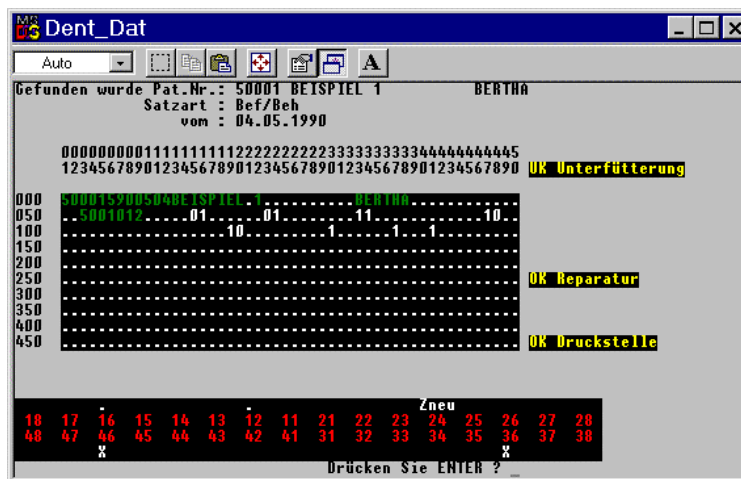 Dent_Dat
Auto
A
Gefunden wurde Pat.Nr.: 50001 BEISPIEL 1 BERTHA
Satzart : Bef/Beh
vom : 04.05.1990
00000000011111111112222222222333333333344444444445
12345678901234567890123456789012345678901234567890 UK Unterfütterung
000 500015900504BEISPIEL.1..........BERTHA............
050 ..5001012.....01......01........11............10..
100 ..................10.........1......1...1.........
150 ..................................................
200 ..................................................
250 .................................................. OK Reparatur
300 ..................................................
350 ..................................................
400 ..................................................
450 .................................................. OK Druckstelle
. . Zneu
18 17 16 15 14 13 12 11 21 22 23 24 25 26 27 28
48 47 46 45 44 43 42 41 31 32 33 34 35 36 37 38
X X
Drücken Sie ENTER ? _